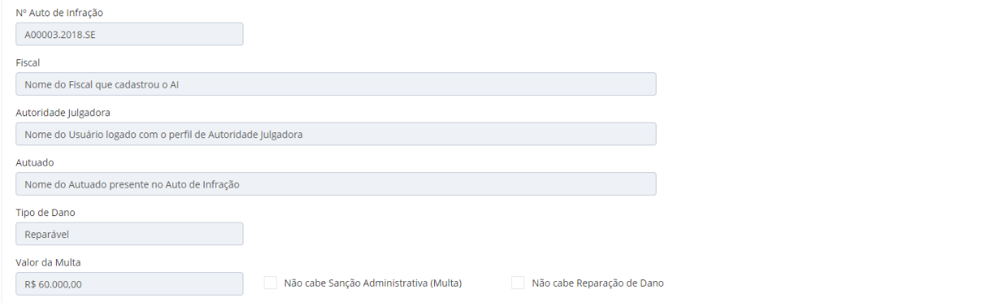 Nº Auto de Infração
A00003.2018.SE
Fiscal
Nome do Fiscal que cadastrou o AI
Autoridade Julgadora
Nome do Usuário logado com o perfil de Autoridade Julgadora
Autuado
Nome do Autuado presente no Auto de Infração
Tipo de Dano
Reparável
Valor da Multa
R$ 60.000,00 Não cabe Sanção Administrativa (Multa) Não cabe Reparação de Dano